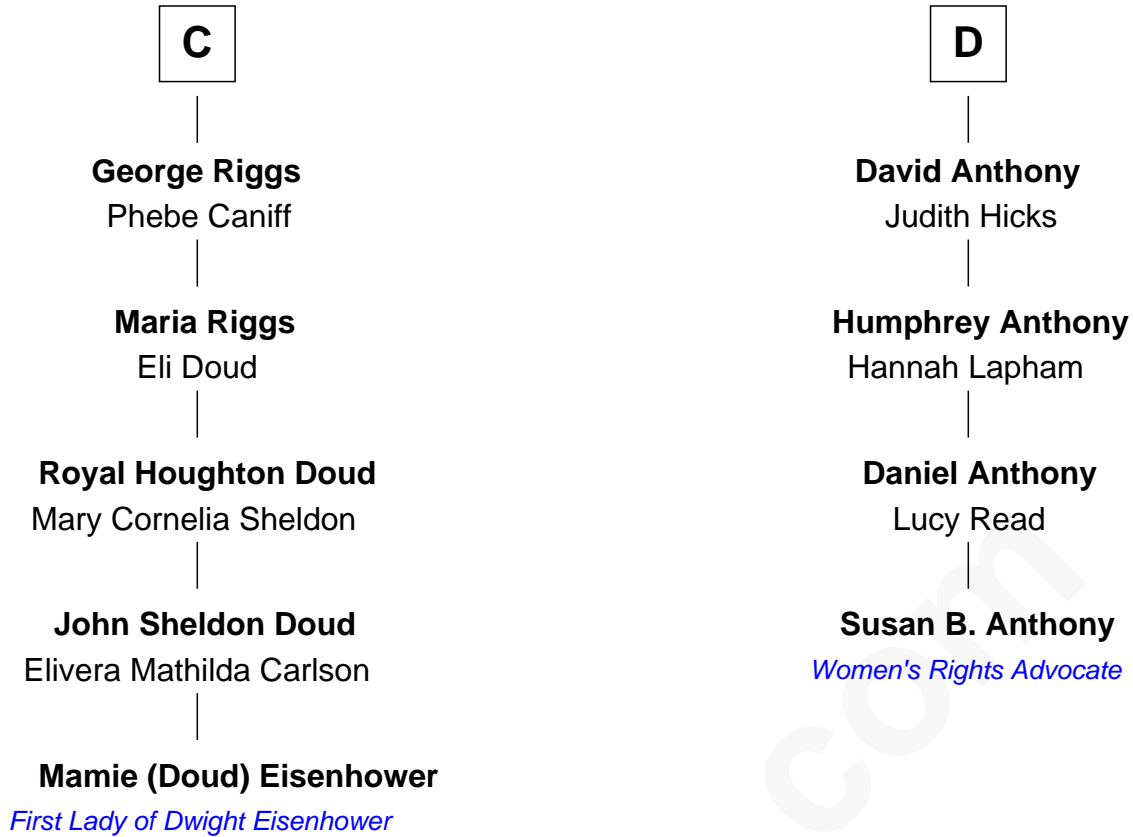 C
George Riggs
Phebe Caniff
Maria Riggs
Eli Doud
Royal Houghton Doud
Mary Cornelia Sheldon
John Sheldon Doud
Elivera Mathilda Carlson
Mamie (Doud) Eisenhower
First Lady of Dwight Eisenhower
D
David Anthony
Judith Hicks
Humphrey Anthony
Hannah Lapham
Daniel Anthony
Lucy Read
Susan B. Anthony
Women's Rights Advocate
com